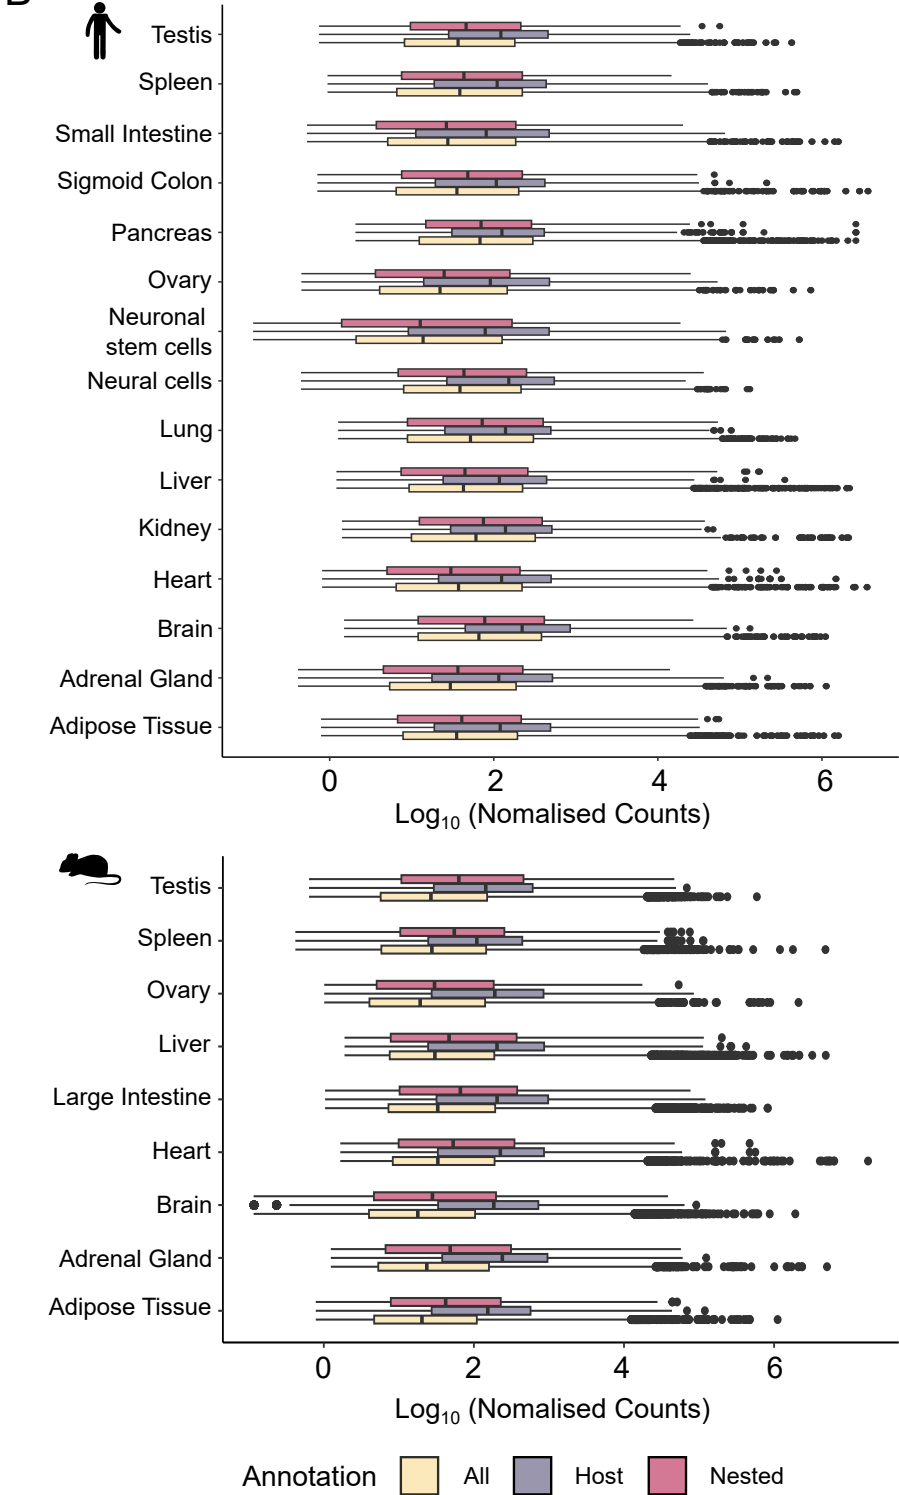 Testis
Spleen
Small Intestine
Sigmoid Colon
Pancreas
Ovary
Neuronal
stem cells
Neural cells
Lung
Liver
Kidney
Heart
Brain
Adrenal Gland
Adipose Tissue
0 2 4 6
Log10 (Nomalised Counts)
Testis
Spleen
Ovary
Liver
Large Intestine
Heart
Brain
Adrenal Gland
Adipose Tissue
0 2 4 6
Log10 (Nomalised Counts)
Annotation All Host Nested